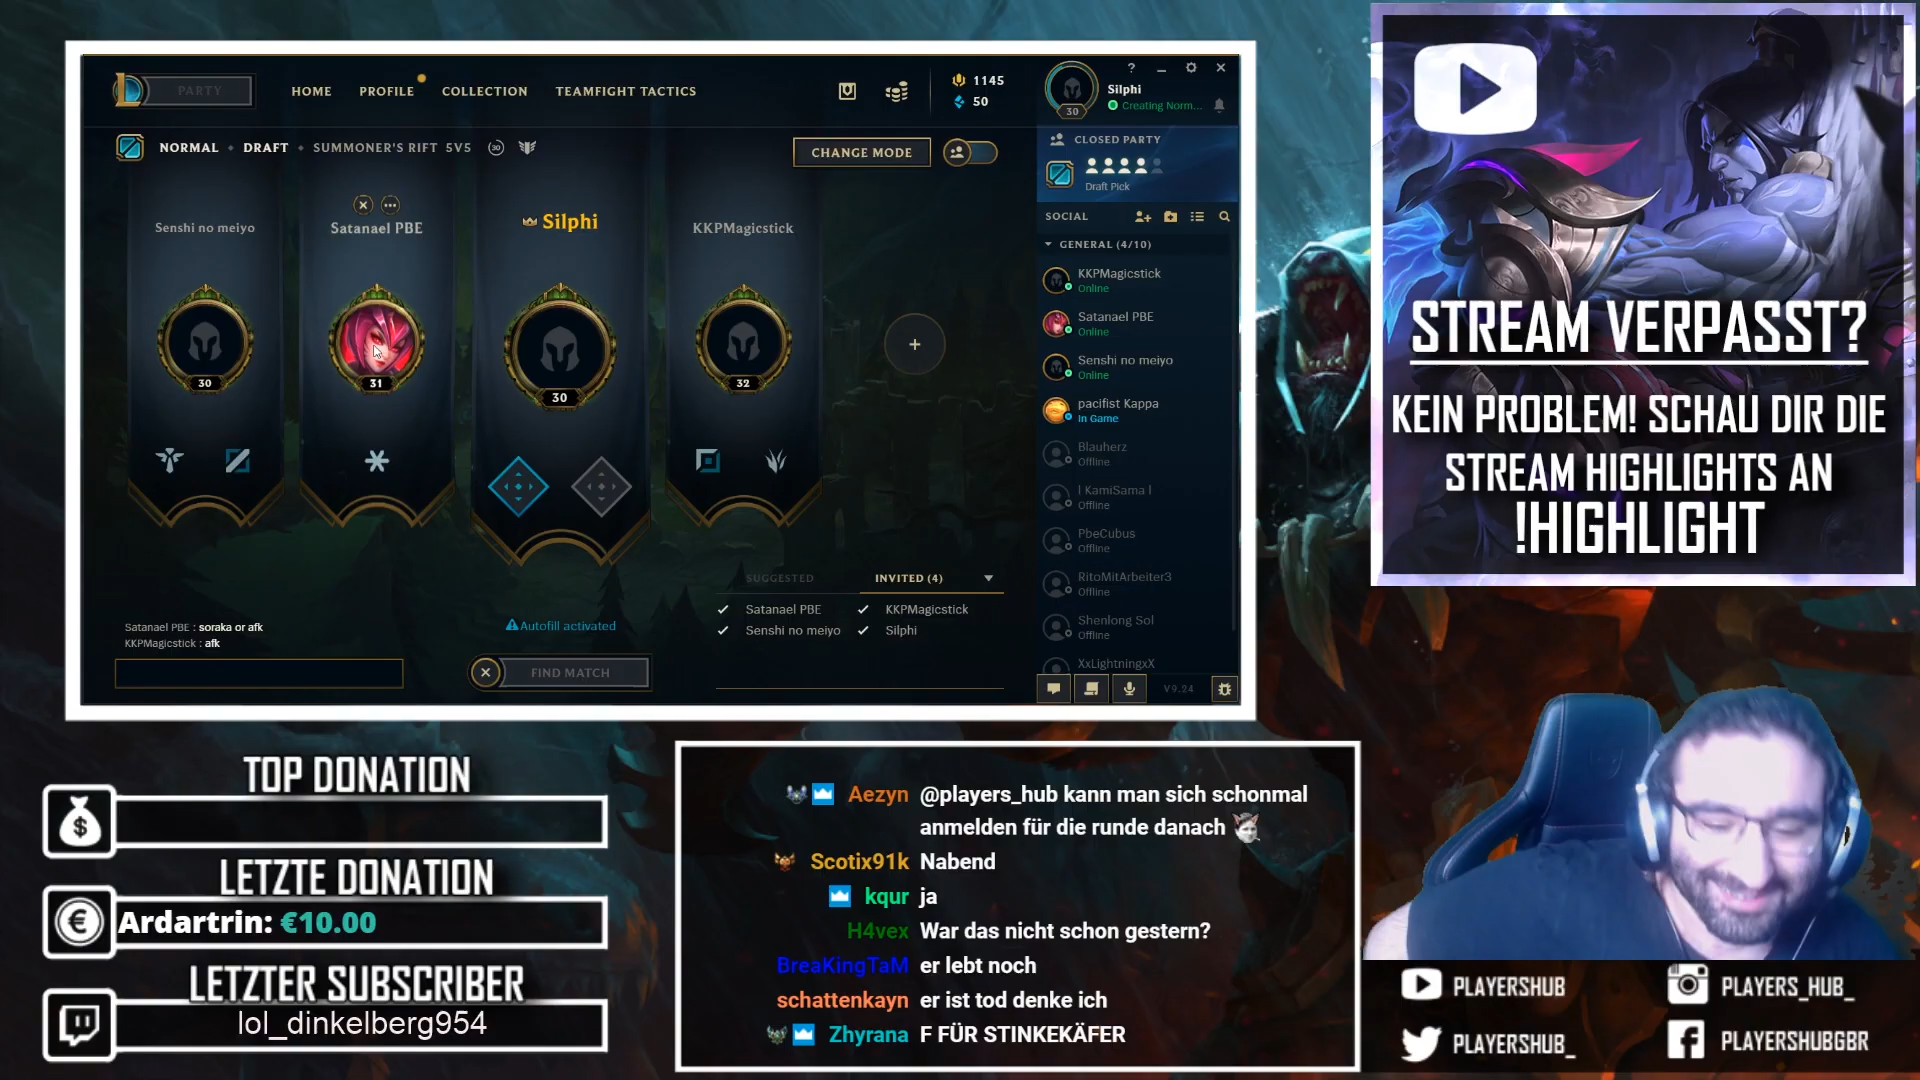 PARTY
HOME
PROFILE
COLLECTION
TEAMFIGHT TACTICS
1145
50
?
Silphi
Creating Norm...
30
NORMAL • DRAFT • SUMMONER'S RIFT 5V5
30
CHANGE MODE
CLOSED PARTY
Draft Pick
Senshi no meiyo
Satanael PBE
Silphi
KKPMagicstick
30
31
30
32
+
SOCIAL
GENERAL (4/10)
KKPMagicstick
Online
Satanael PBE
Online
Senshi no meiyo
Online
pacifist Kappa
In Game
Blauherz
Offline
l KamiSama l
Offline
PbeCubus
Offline
RitoMitArbeiter3
Offline
Shenlong Sol
Offline
XxLightningxX
V9.24
SUGGESTED
INVITED (4)
Satanael PBE
KKPMagicstick
Senshi no meiyo
Silphi
Satanael PBE : soraka or afk
KKPMagicstick : afk
Autofill activated
FIND MATCH
STREAM VERPASST?
KEIN PROBLEM! SCHAU DIR DIE
STREAM HIGHLIGHTS AN
!HIGHLIGHT
TOP DONATION
LETZTE DONATION
Ardartrin: €10.00
LETZTER SUBSCRIBER
lol_dinkelberg954
Aezyn @players_hub kann man sich schonmal
anmelden für die runde danach
Scotix91k Nabend
kqur ja
H4vex War das nicht schon gestern?
BreaKingTaM er lebt noch
schattenkayn er ist tod denke ich
Zhyrana F FÜR STINKEKÄFER
PLAYERSHUB
PLAYERS_HUB_
PLAYERSHUB_
PLAYERSHUBGBR